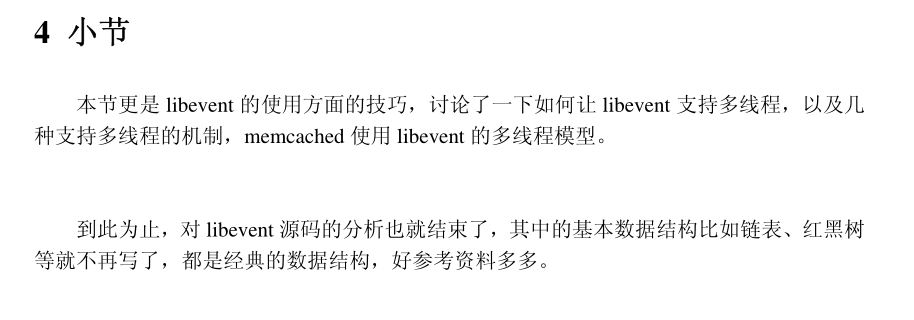 4 小节
本节更是 libevent 的使用方面的技巧，讨论了一下如何让 libevent 支持多线程，以及几
种支持多线程的机制，memcached 使用 libevent 的多线程模型。
到此为止，对 libevent 源码的分析也就结束了，其中的基本数据结构比如链表、红黑树
等就不再写了，都是经典的数据结构，好参考资料多多。